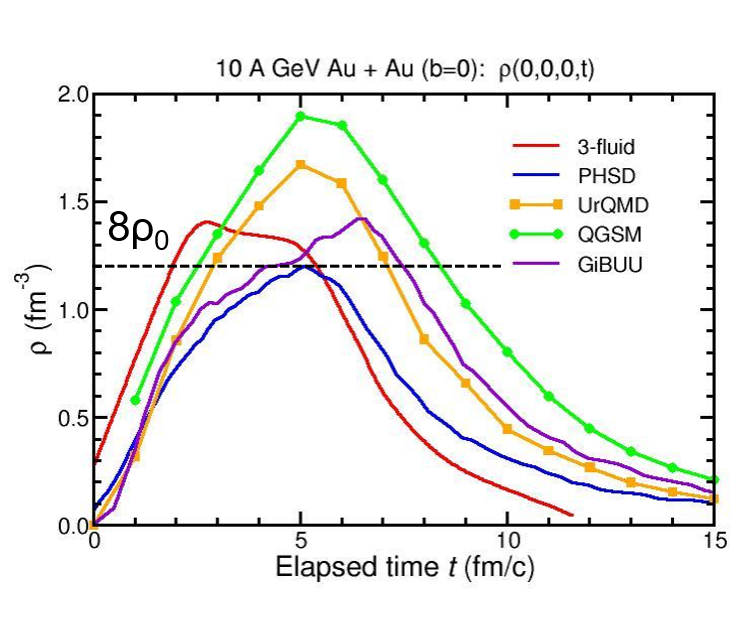 10 A GeV Au + Au (b=0): ρ(0,0,0,t)
2.0
1.5
1.0
0.5
0.0
ρ (fm⁻³)
8ρ₀
3-fluid
PHSD
UrQMD
QGSM
GiBUU
0 5 10 15
Elapsed time t (fm/c)